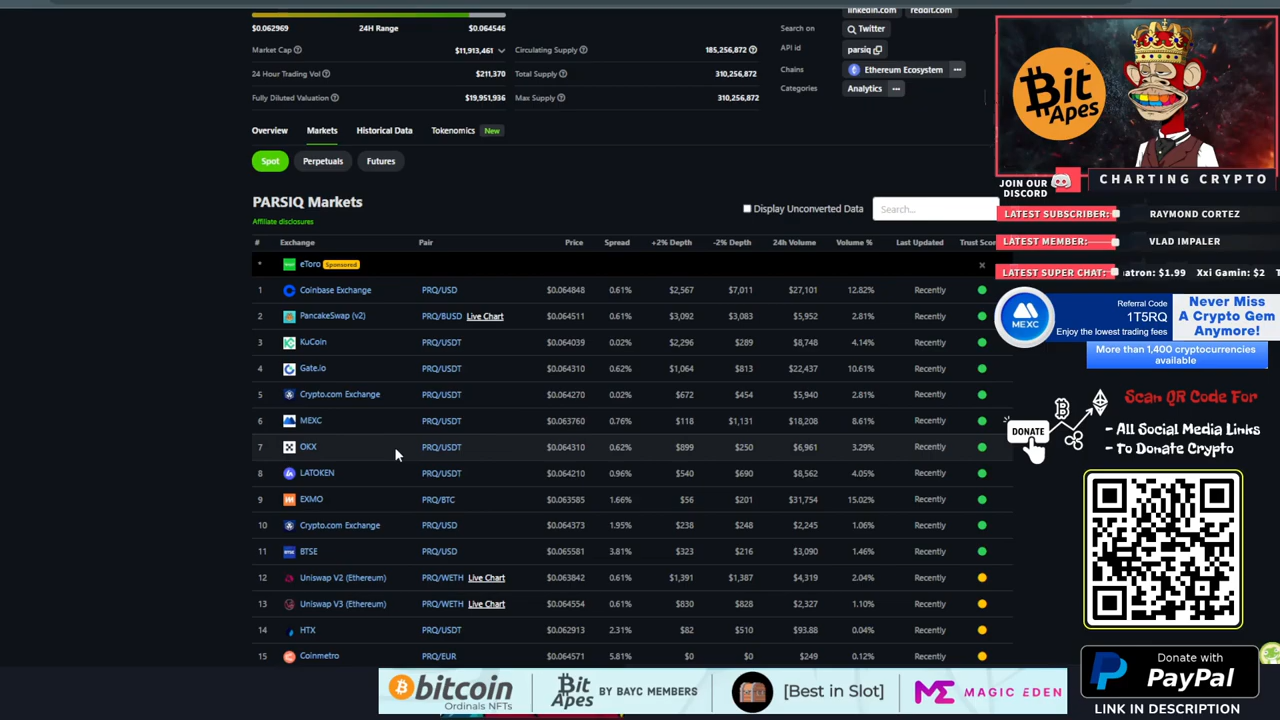 linkedin.com reddit.com
$0.062969 24H Range $0.064546
Search on Twitter
Market Cap $11,913,461 Circulating Supply 185,256,872
API id parsiq
24 Hour Trading Vol $211,370 Total Supply 310,256,872
Chains Ethereum Ecosystem
Fully Diluted Valuation $19,951,936 Max Supply 310,256,872
Categories Analytics
Overview Markets Historical Data Tokenomics New
Spot Perpetuals Futures
PARSIQ Markets
Display Unconverted Data Search...
Affiliate disclosures
# Exchange Pair Price Spread +2% Depth -2% Depth 24h Volume Volume % Last Updated Trust Scor
* eToro Sponsored
1 Coinbase Exchange PRQ/USD $0.064848 0.61% $2,567 $7,011 $27,101 12.82% Recently
2 PancakeSwap (v2) PRQ/BUSD Live Chart $0.064511 0.61% $3,092 $3,083 $5,952 2.81% Recently
3 KuCoin PRQ/USDT $0.064039 0.02% $2,296 $289 $8,748 4.14% Recently
4 Gate.io PRQ/USDT $0.064310 0.62% $1,064 $813 $22,437 10.61% Recently
5 Crypto.com Exchange PRQ/USDT $0.064270 0.02% $672 $454 $5,940 2.81% Recently
6 MEXC PRQ/USDT $0.063760 0.76% $118 $1,131 $18,208 8.61% Recently
7 OKX PRQ/USDT $0.064310 0.62% $899 $250 $6,961 3.29% Recently
8 LATOKEN PRQ/USDT $0.064210 0.96% $540 $690 $8,562 4.05% Recently
9 EXMO PRQ/BTC $0.063585 1.66% $56 $201 $31,754 15.02% Recently
10 Crypto.com Exchange PRQ/USD $0.064373 1.95% $238 $248 $2,245 1.06% Recently
11 BTSE PRQ/USD $0.065581 3.81% $323 $216 $3,090 1.46% Recently
12 Uniswap V2 (Ethereum) PRQ/WETH Live Chart $0.063842 0.61% $1,391 $1,387 $4,319 2.04% Recently
13 Uniswap V3 (Ethereum) PRQ/WETH Live Chart $0.064554 0.61% $830 $828 $2,327 1.10% Recently
14 HTX PRQ/USDT $0.062913 2.31% $82 $510 $93.88 0.04% Recently
15 Coinmetro PRQ/EUR $0.064571 5.81% $0 $0 $249 0.12% Recently
Bit
Apes
JOIN OUR
DISCORD
CHARTING CRYPTO
LATEST SUBSCRIBER: RAYMOND CORTEZ
LATEST MEMBER: VLAD IMPALER
LATEST SUPER CHAT: atron: $1.99 Xxi Gamin: $2
MEXC
Referral Code
1T5RQ
Enjoy the lowest trading fees
Never Miss
A Crypto Gem
Anymore!
More than 1,400 cryptocurrencies
available
Scan QR Code For
DONATE
- All Social Media Links
- To Donate Crypto
Donate with
PayPal
LINK IN DESCRIPTION
bitcoin
Ordinals NFTs
Bit
Apes
BY BAYC MEMBERS
[Best in Slot]
ME MAGIC EDEN